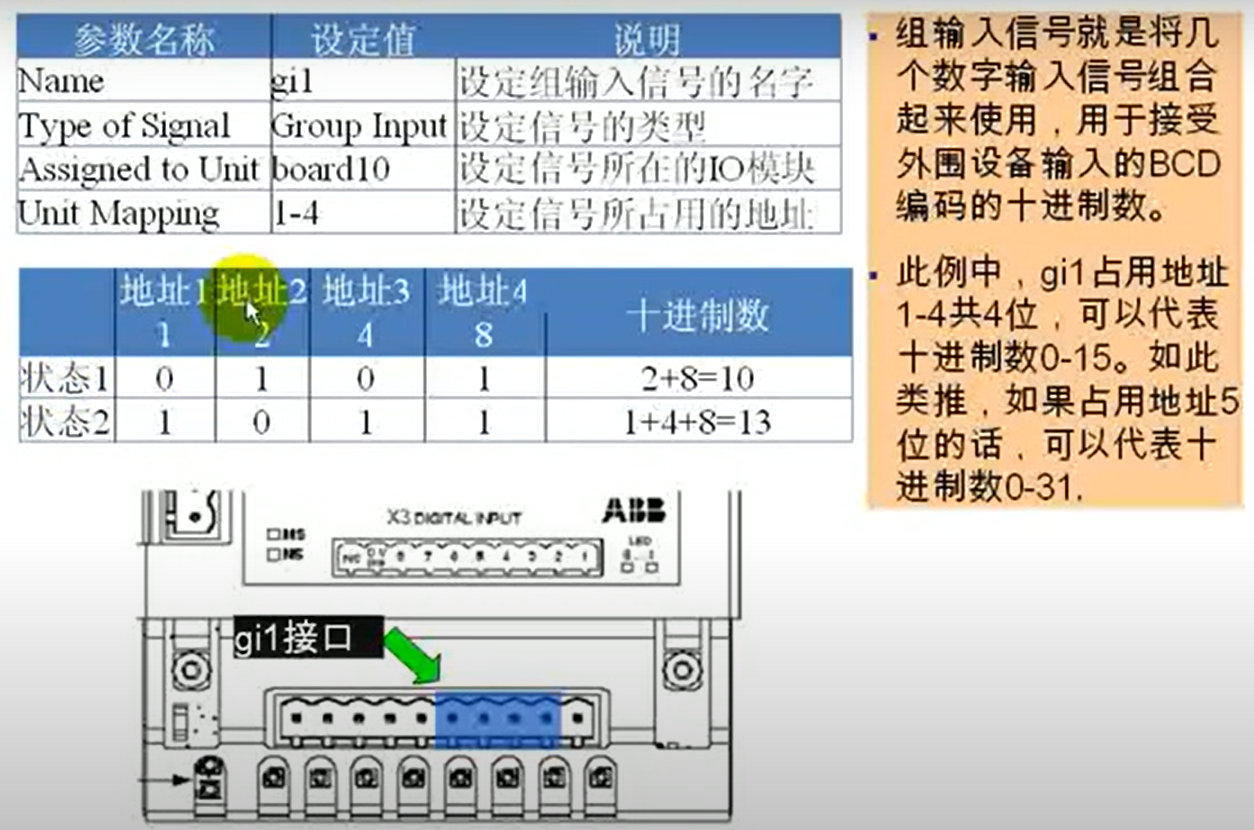 参数名称 设定值 说明
Name gi1 设定组输入信号的名字
Type of Signal Group Input 设定信号的类型
Assigned to Unit board10 设定信号所在的IO模块
Unit Mapping 1-4 设定信号所占用的地址
地址1 地址2 地址3 地址4 十进制数
1 2 4 8
状态1 0 1 0 1 2+8=10
状态2 1 0 1 1 1+4+8=13
组输入信号就是将几
个数字输入信号组合
起来使用，用于接受
外围设备输入的BCD
编码的十进制数。
此例中，gi1占用地址
1-4共4位，可以代表
十进制数0-15。如此
类推，如果占用地址5
位的话，可以代表十
进制数0-31.
X3 DIGITAL INPUT ABB
MS
NS
LED
NC 0V 8 7 6 5 4 3 2 1
gi1接口